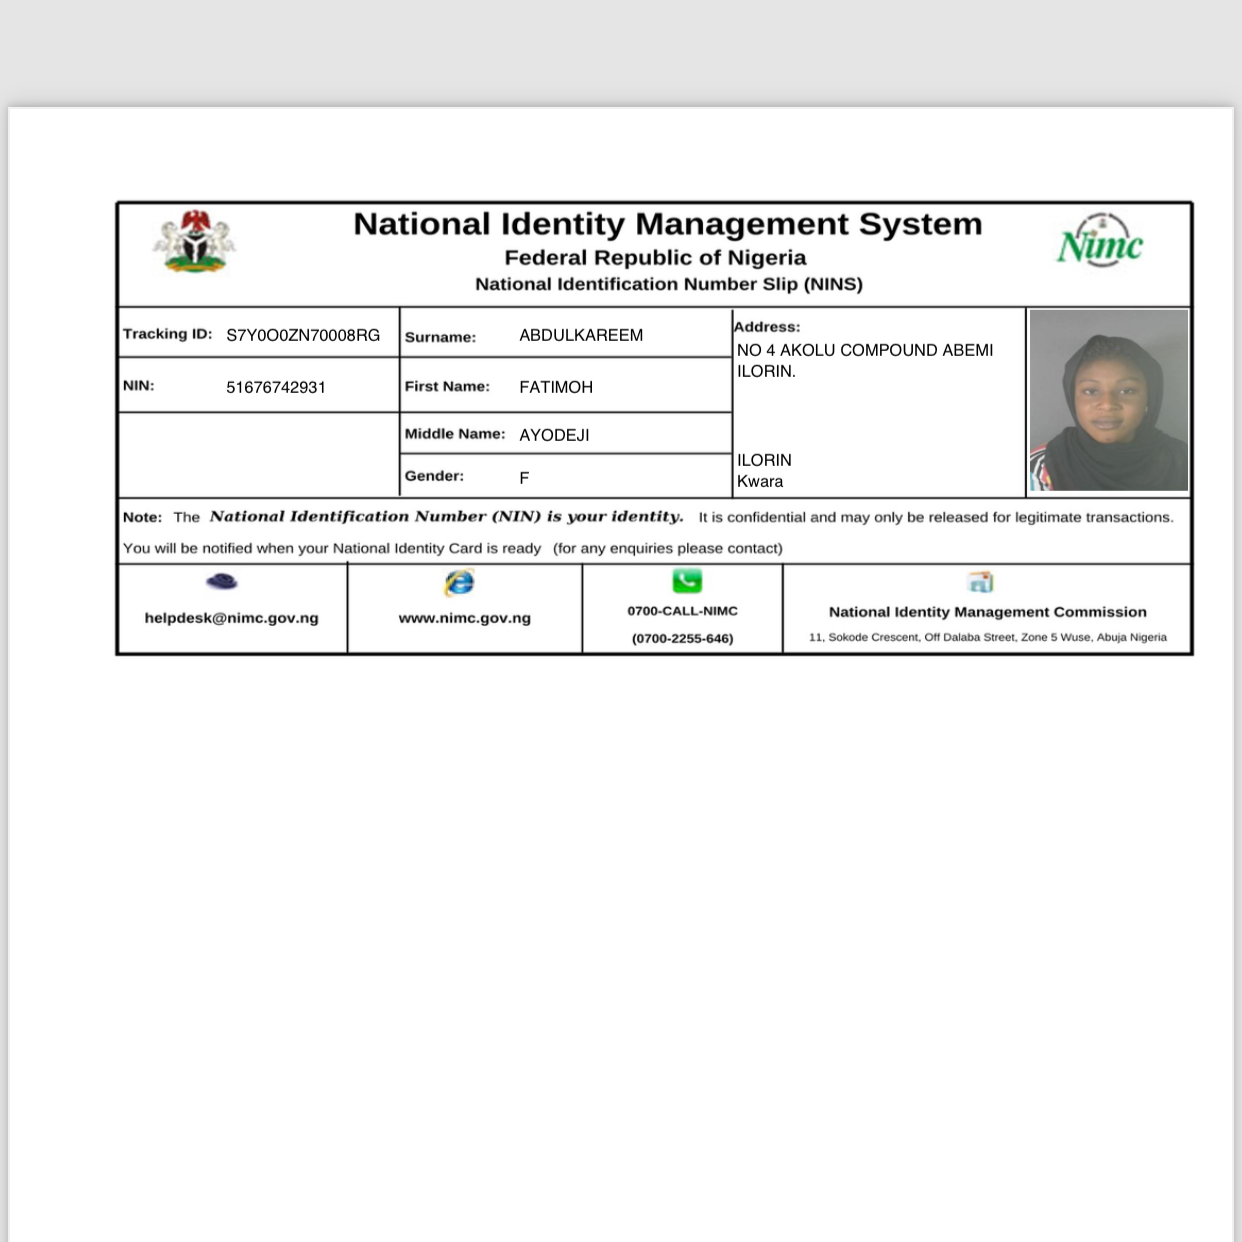 National Identity Management System
Federal Republic of Nigeria
National Identification Number Slip (NINS)
Nimc
Tracking ID: S7Y0O0ZN70008RG
Surname: ABDULKAREEM
Address:
NO 4 AKOLU COMPOUND ABEMI
ILORIN.
NIN: 51676742931
First Name: FATIMOH
Middle Name: AYODEJI
Gender: F
ILORIN
Kwara
Note: The National Identification Number (NIN) is your identity. It is confidential and may only be released for legitimate transactions.
You will be notified when your National Identity Card is ready (for any enquiries please contact)
helpdesk@nimc.gov.ng
www.nimc.gov.ng
0700-CALL-NIMC
(0700-2255-646)
National Identity Management Commission
11, Sokode Crescent, Off Dalaba Street, Zone 5 Wuse, Abuja Nigeria